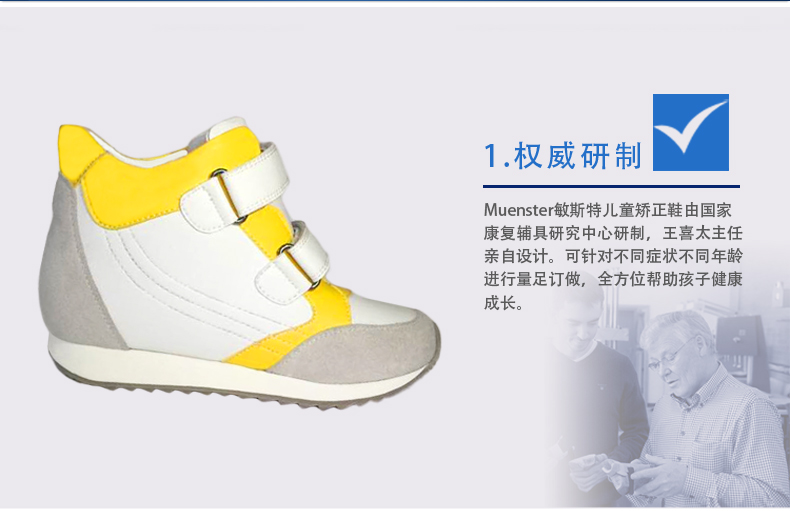 1.权威研制
Muenster敏斯特儿童矫正鞋由国家
康复辅具研究中心研制，王喜太主任
亲自设计。可针对不同症状不同年龄
进行量足订做，全方位帮助孩子健康
成长。